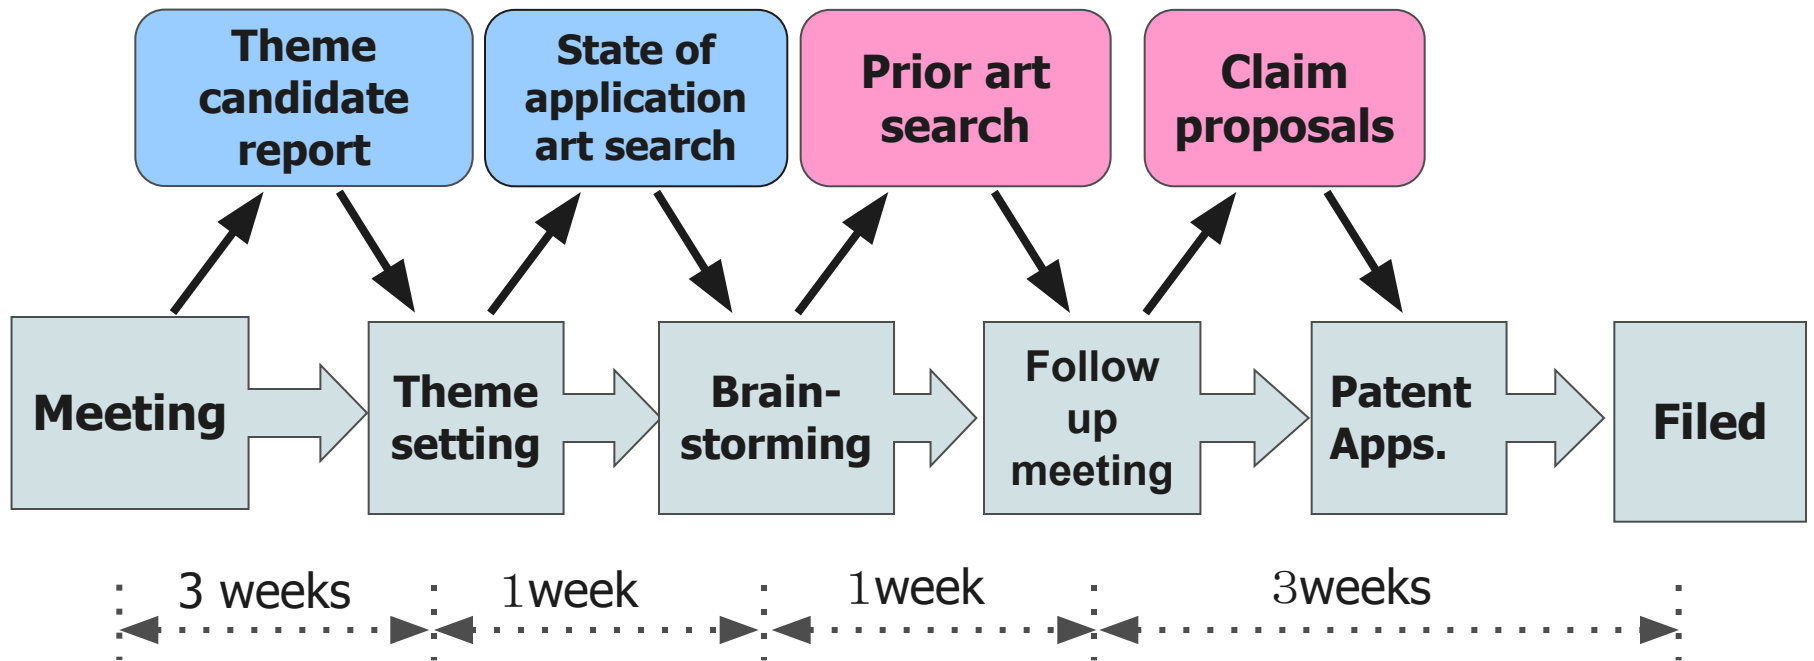 Theme
candidate
report
State of
application
art search
Prior art
search
Claim
proposals
Meeting
Theme
setting
Brain-
storming
Follow
up
meeting
Patent
Apps.
Filed
3 weeks
1week
1week
3weeks